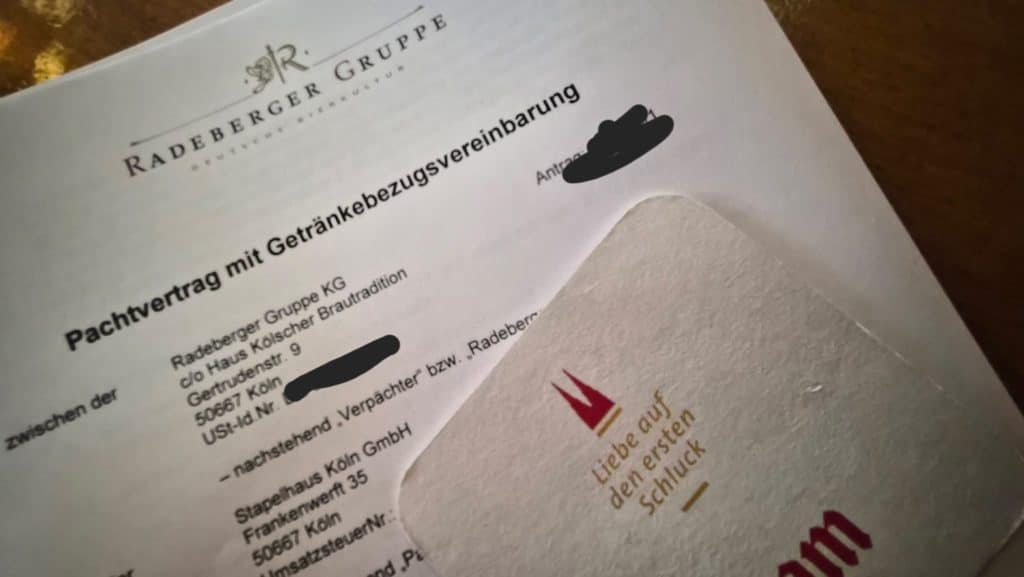 R
RADEBERGER GRUPPE
DEUTSCHE BIERKULTUR
Pachtvertrag mit Getränkebezugsvereinbarung
Antrag
zwischen der
Radeberger Gruppe KG
c/o Haus Kölscher Brautradition
Gertrudenstr. 9
50667 Köln
USt-Id.Nr.
– nachstehend „Verpächter“ bzw. „Radeberg
Stapelhaus Köln GmbH
Frankenwerft 35
50667 Köln
UmsatzsteuerNr.:
Liebe auf
den ersten
Schluck